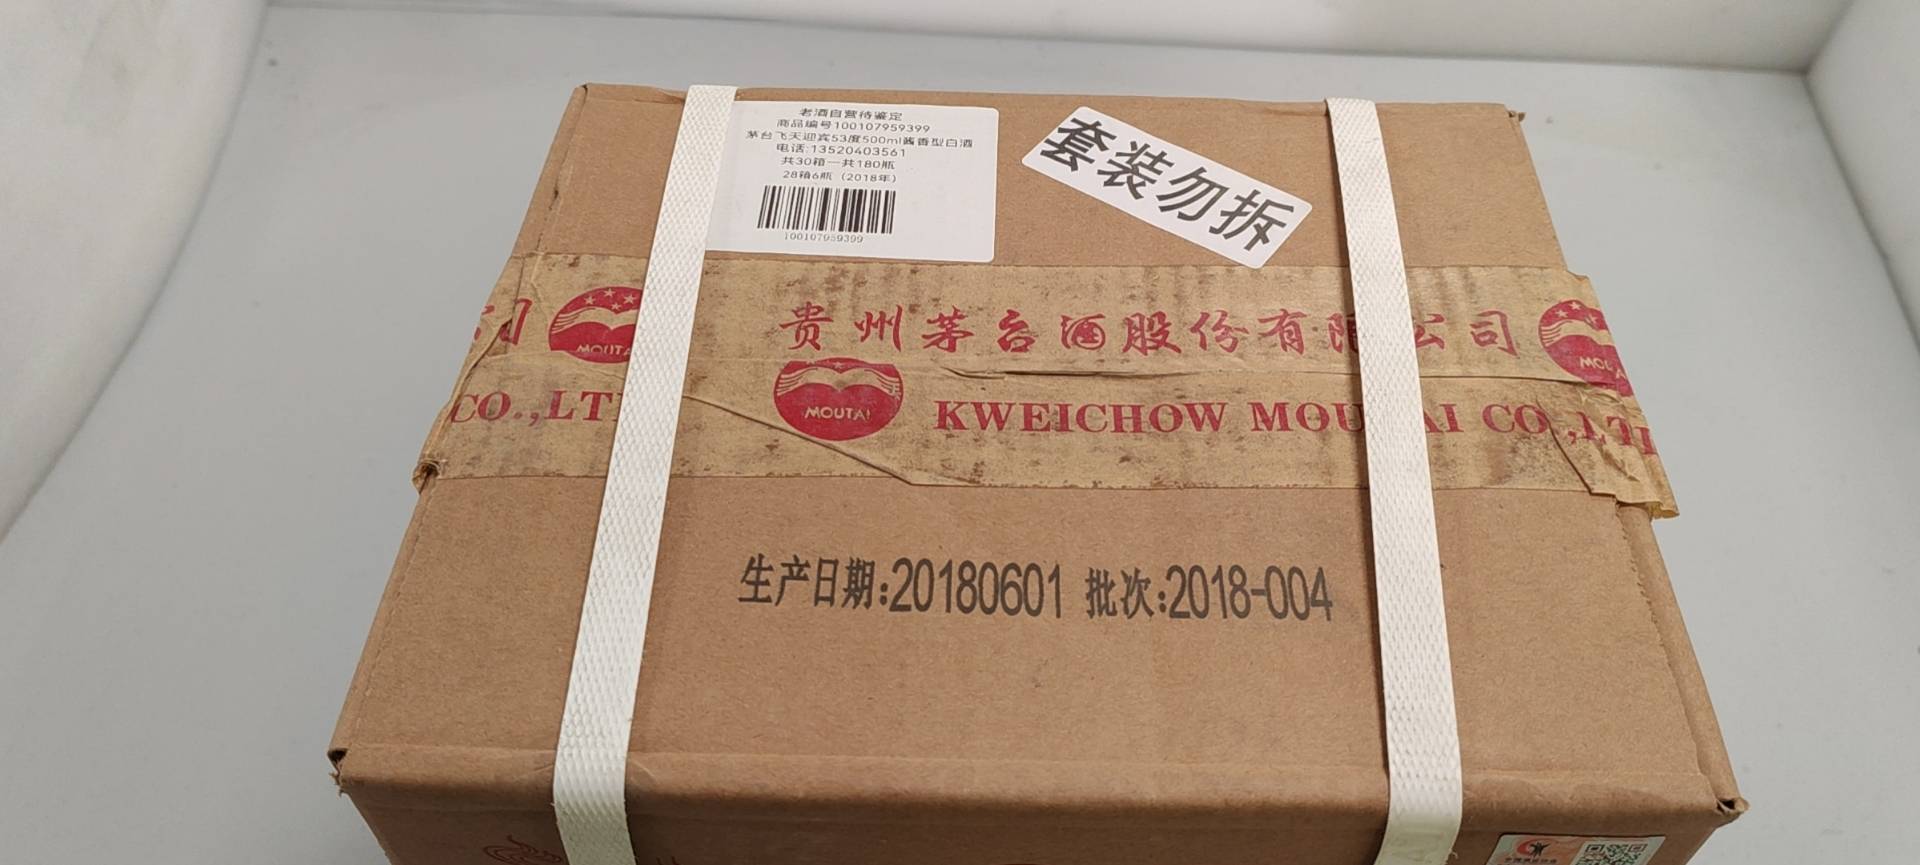 老酒自营待鉴定
商品编号100107959399
茅台飞天迎宾53度500ml酱香型白酒
电话:13520403561
共30箱一共180瓶
28箱6瓶（2018年）
100107959399
套装勿拆
司
MOUTA
贵州茅台酒股份有限公司
MOU
CO.,LT
MOUTAI
KWEICHOW MOU AI CO.,LT
生产日期:20180601 批次:2018-004